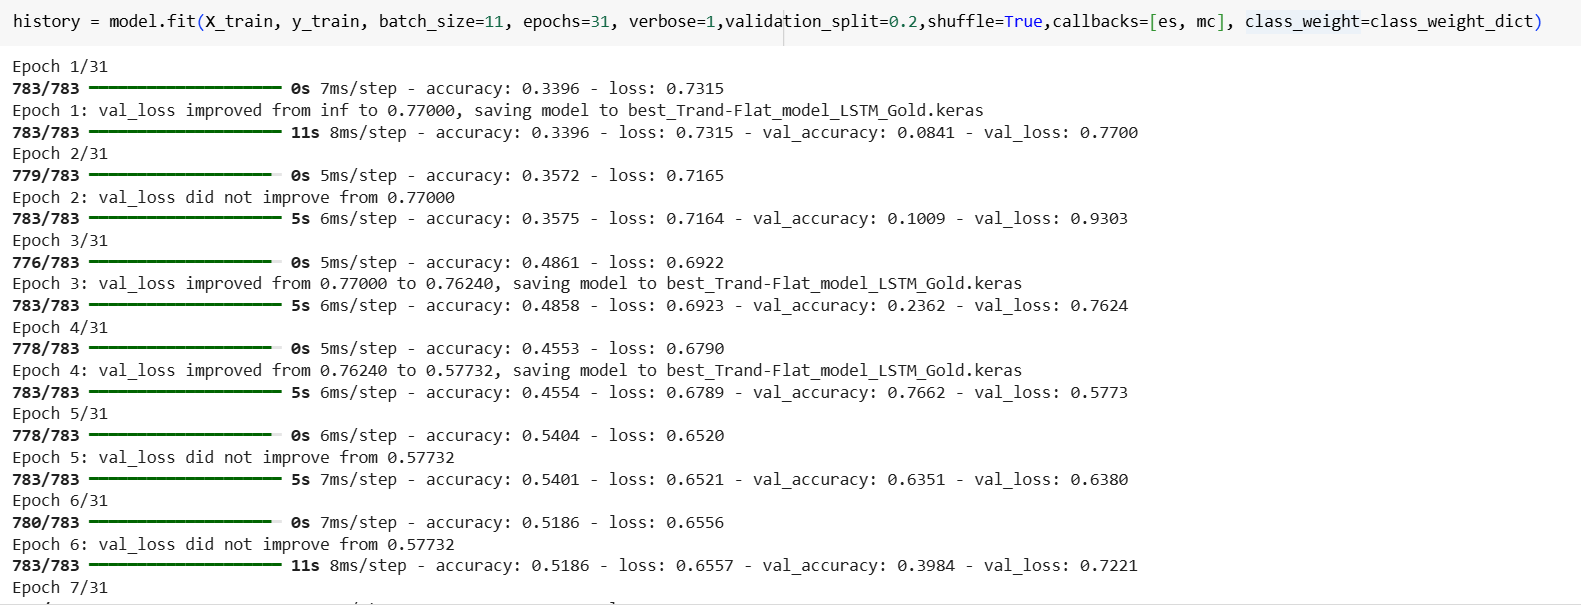 history = model.fit(X_train, y_train, batch_size=11, epochs=31, verbose=1,validation_split=0.2,shuffle=True,callbacks=[es, mc], class_weight=class_weight_dict)
Epoch 1/31
783/783 0s 7ms/step - accuracy: 0.3396 - loss: 0.7315
Epoch 1: val_loss improved from inf to 0.77000, saving model to best_Trand-Flat_model_LSTM_Gold.keras
783/783 11s 8ms/step - accuracy: 0.3396 - loss: 0.7315 - val_accuracy: 0.0841 - val_loss: 0.7700
Epoch 2/31
779/783 0s 5ms/step - accuracy: 0.3572 - loss: 0.7165
Epoch 2: val_loss did not improve from 0.77000
783/783 5s 6ms/step - accuracy: 0.3575 - loss: 0.7164 - val_accuracy: 0.1009 - val_loss: 0.9303
Epoch 3/31
776/783 0s 5ms/step - accuracy: 0.4861 - loss: 0.6922
Epoch 3: val_loss improved from 0.77000 to 0.76240, saving model to best_Trand-Flat_model_LSTM_Gold.keras
783/783 5s 6ms/step - accuracy: 0.4858 - loss: 0.6923 - val_accuracy: 0.2362 - val_loss: 0.7624
Epoch 4/31
778/783 0s 5ms/step - accuracy: 0.4553 - loss: 0.6790
Epoch 4: val_loss improved from 0.76240 to 0.57732, saving model to best_Trand-Flat_model_LSTM_Gold.keras
783/783 5s 6ms/step - accuracy: 0.4554 - loss: 0.6789 - val_accuracy: 0.7662 - val_loss: 0.5773
Epoch 5/31
778/783 0s 6ms/step - accuracy: 0.5404 - loss: 0.6520
Epoch 5: val_loss did not improve from 0.57732
783/783 5s 7ms/step - accuracy: 0.5401 - loss: 0.6521 - val_accuracy: 0.6351 - val_loss: 0.6380
Epoch 6/31
780/783 0s 7ms/step - accuracy: 0.5186 - loss: 0.6556
Epoch 6: val_loss did not improve from 0.57732
783/783 11s 8ms/step - accuracy: 0.5186 - loss: 0.6557 - val_accuracy: 0.3984 - val_loss: 0.7221
Epoch 7/31